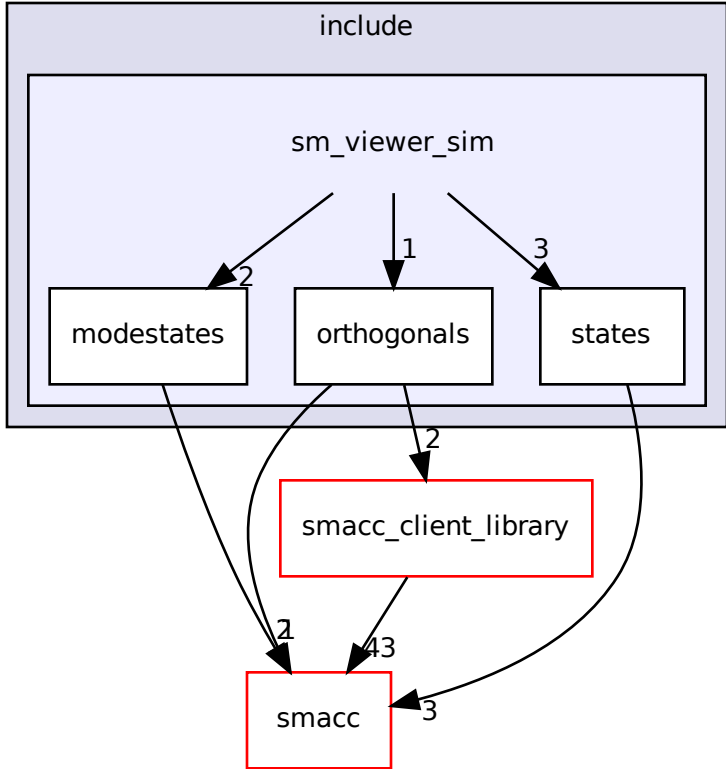 include
sm_viewer_sim
1
3
2
modestates
orthogonals
states
2
smacc_client_library
2
1
43
3
smacc